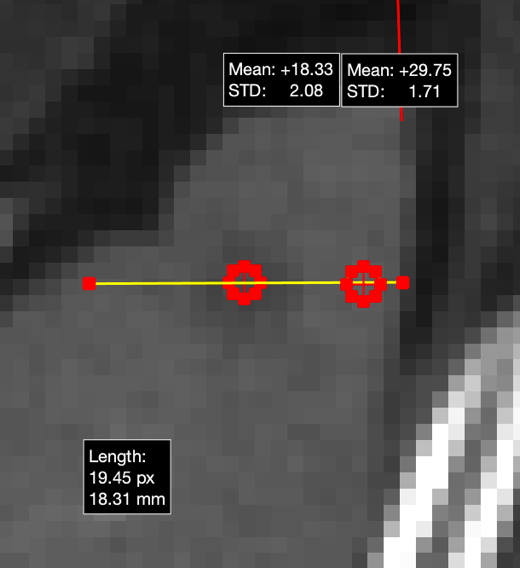 Mean: +18.33
STD: 2.08
Mean: +29.75
STD: 1.71
Length:
19.45 px
18.31 mm